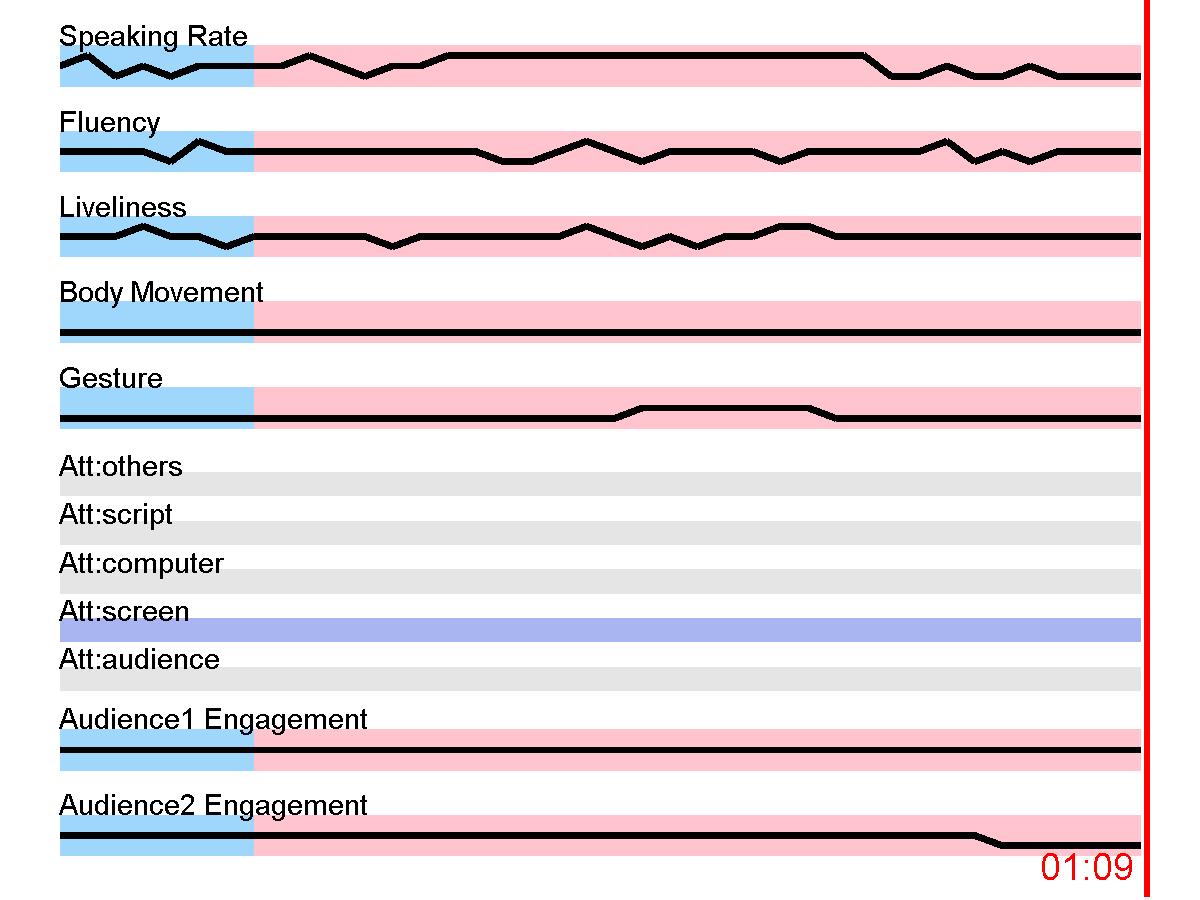 Speaking Rate
Fluency
Liveliness
Body Movement
Gesture
Att:others
Att:script
Att:computer
Att:screen
Att:audience
Audience1 Engagement
Audience2 Engagement
01:09